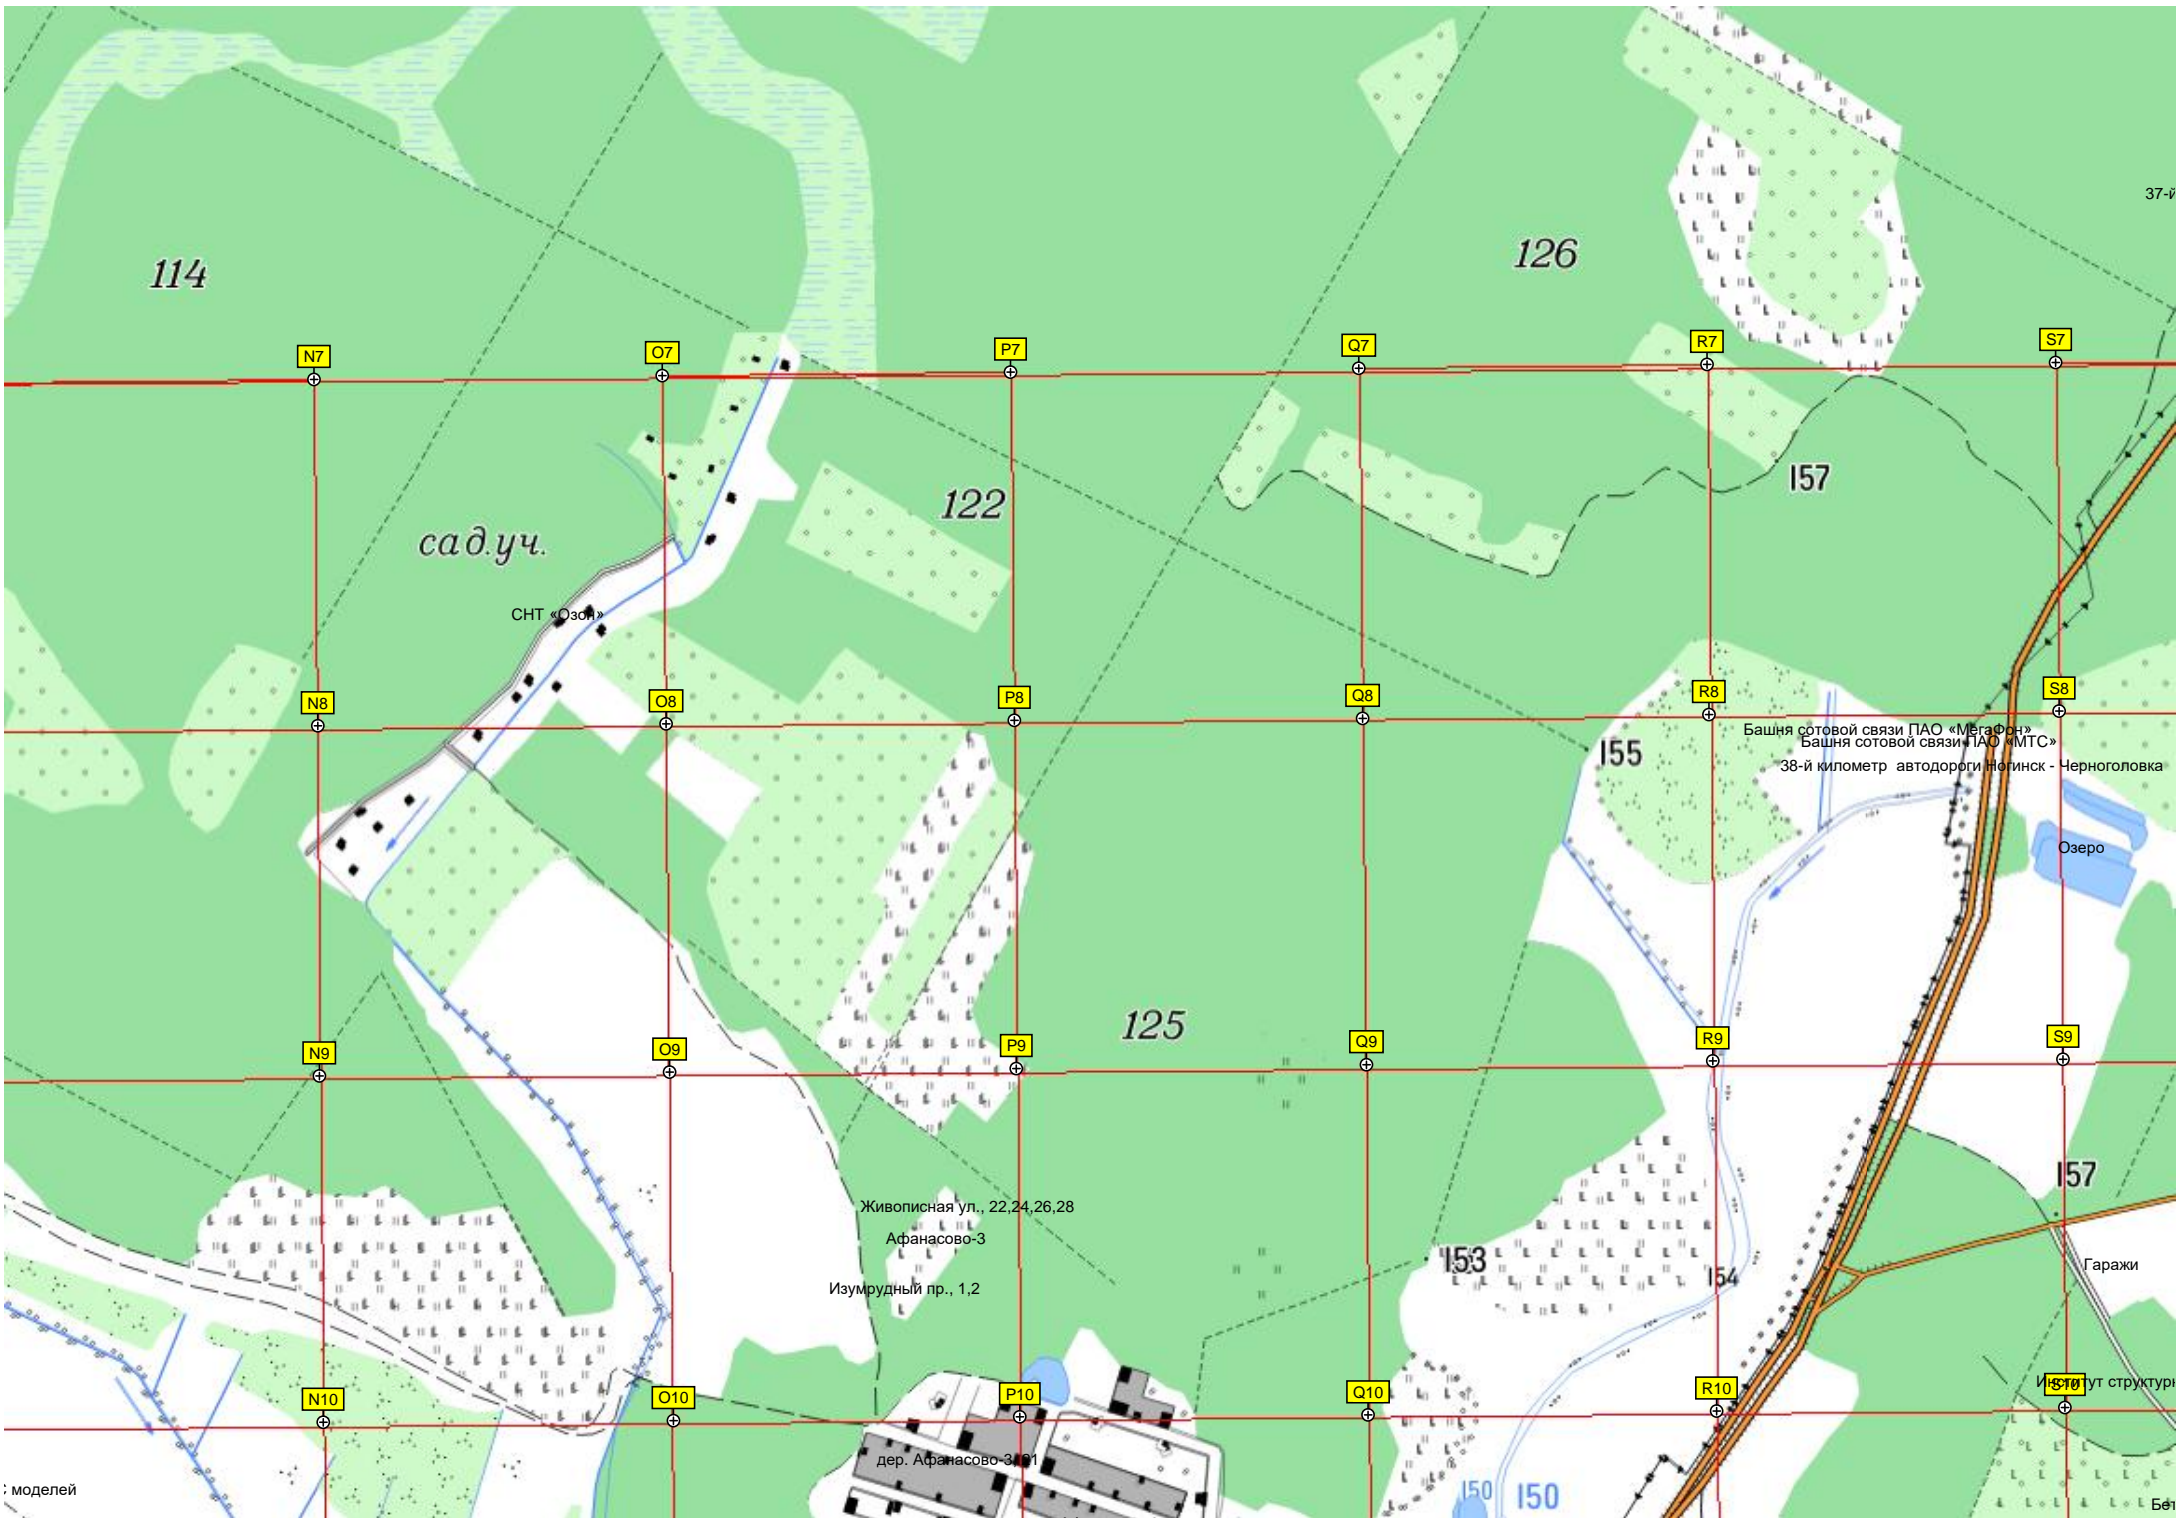 37-й
126
114
N7
O7
P7
Q7
R7
S7
157
122
сад.уч.
СНТ «Озон»
N8
O8
P8
Q8
R8
S8
Башня сотовой связи ПАО «МегаФон»
Башня сотовой связи ПАО «МТС»
155
38-й километр автодороги Ногинск - Черноголовка
Озеро
125
N9
O9
P9
Q9
R9
S9
157
Живописная ул., 22,24,26,28
Афанасово-3
153
Гаражи
154
Изумрудный пр., 1,2
N10
O10
P10
Q10
R10
S10
Институт структурн
дер. Афанасово-3,
моделей
150
150
Бет